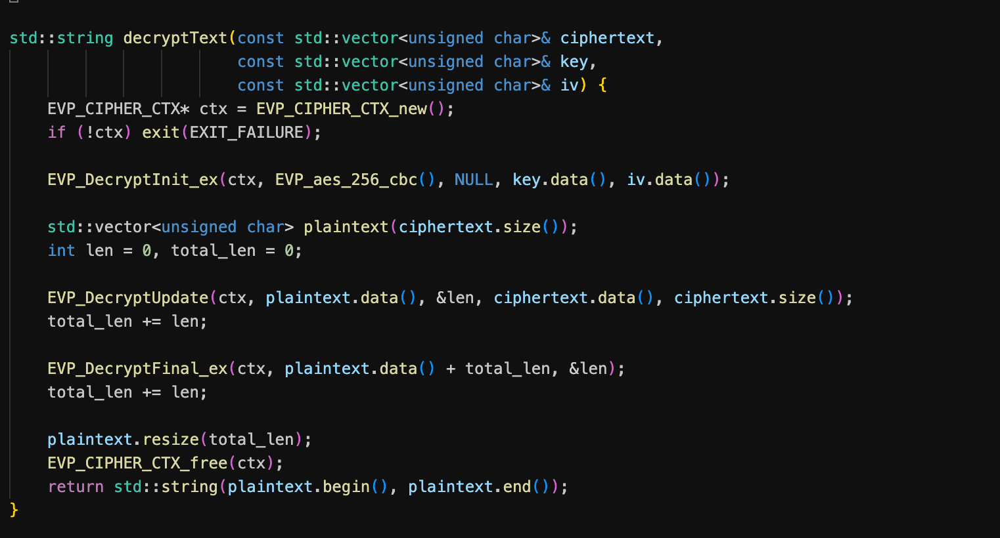 std::string decryptText(const std::vector<unsigned char>& ciphertext,
                        const std::vector<unsigned char>& key,
                        const std::vector<unsigned char>& iv) {
    EVP_CIPHER_CTX* ctx = EVP_CIPHER_CTX_new();
    if (!ctx) exit(EXIT_FAILURE);

    EVP_DecryptInit_ex(ctx, EVP_aes_256_cbc(), NULL, key.data(), iv.data());

    std::vector<unsigned char> plaintext(ciphertext.size());
    int len = 0, total_len = 0;

    EVP_DecryptUpdate(ctx, plaintext.data(), &len, ciphertext.data(), ciphertext.size());
    total_len += len;

    EVP_DecryptFinal_ex(ctx, plaintext.data() + total_len, &len);
    total_len += len;

    plaintext.resize(total_len);
    EVP_CIPHER_CTX_free(ctx);
    return std::string(plaintext.begin(), plaintext.end());
}